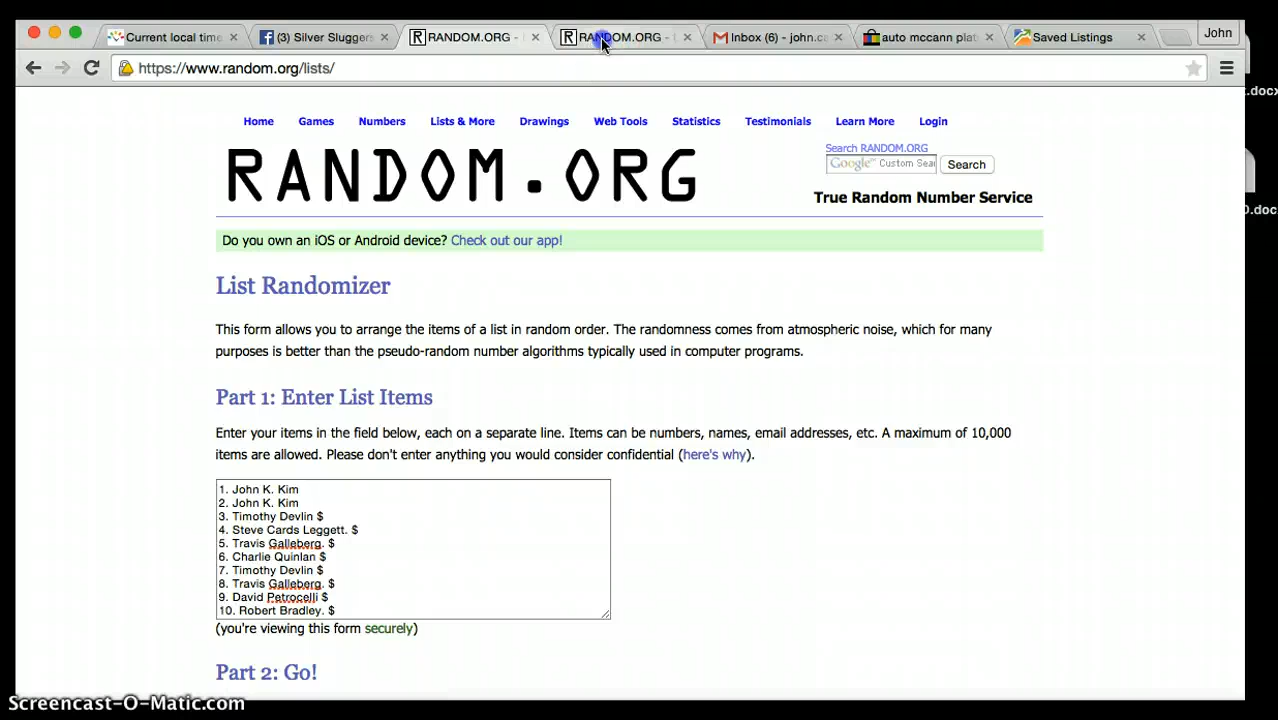 Current local time
(3) Silver Sluggers
RANDOM.ORG -
RANDOM.ORG -
Inbox (6) - john.ca
auto mccann plat
Saved Listings
John
https://www.random.org/lists/
.docx
0.docx
Home Games Numbers Lists & More Drawings Web Tools Statistics Testimonials Learn More Login
Search RANDOM.ORG
Google™ Custom Sea
Search
RANDOM.ORG
True Random Number Service
Do you own an iOS or Android device? Check out our app!
List Randomizer
This form allows you to arrange the items of a list in random order. The randomness comes from atmospheric noise, which for many
purposes is better than the pseudo-random number algorithms typically used in computer programs.
Part 1: Enter List Items
Enter your items in the field below, each on a separate line. Items can be numbers, names, email addresses, etc. A maximum of 10,000
items are allowed. Please don't enter anything you would consider confidential (here's why).
1. John K. Kim
2. John K. Kim
3. Timothy Devlin $
4. Steve Cards Leggett. $
5. Travis Galleberg. $
6. Charlie Quinlan $
7. Timothy Devlin $
8. Travis Galleberg. $
9. David Petrocelli $
10. Robert Bradley. $
(you're viewing this form securely)
Part 2: Go!
Screencast-O-Matic.com